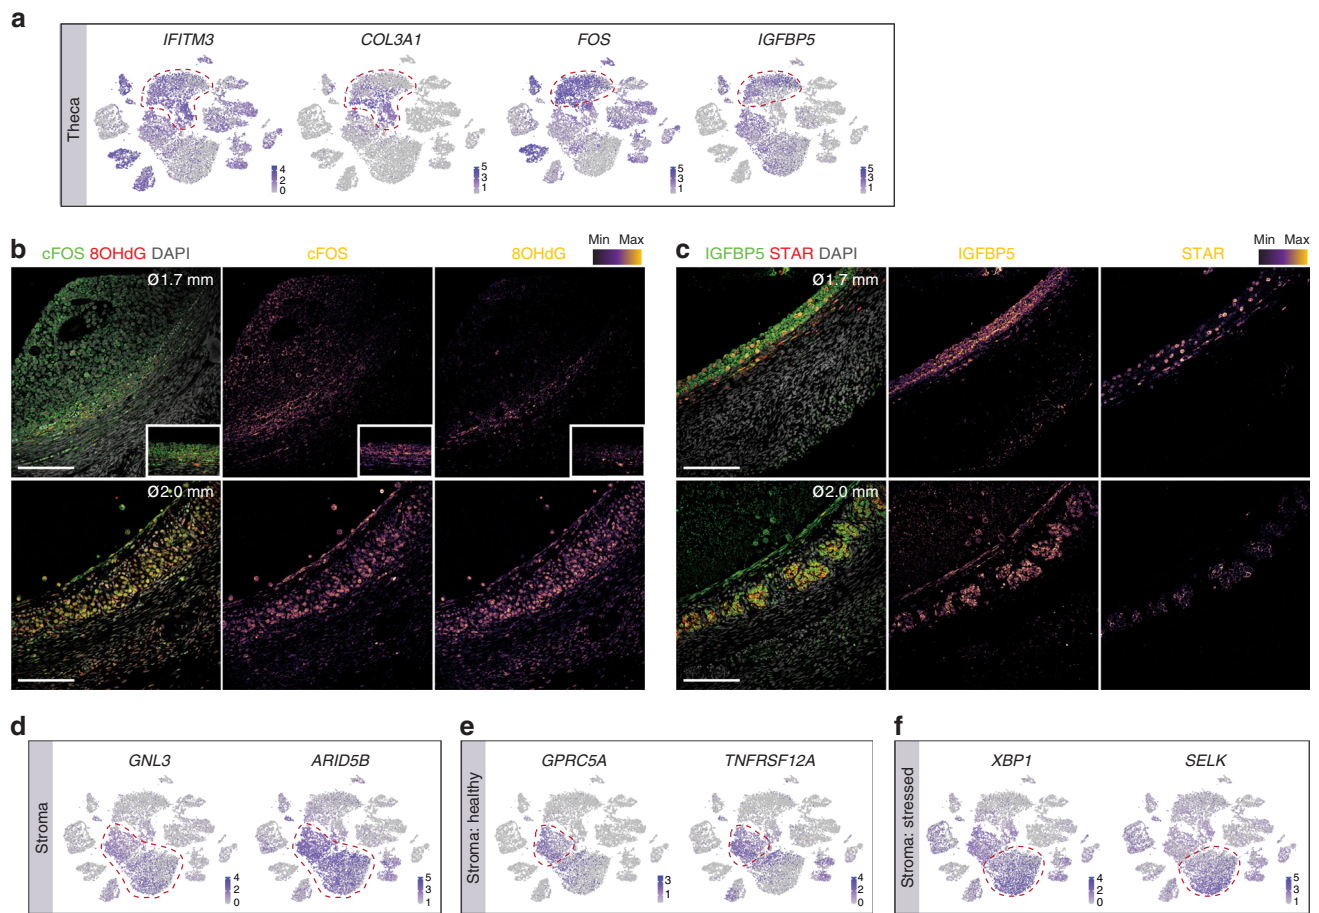 a
Theca
IFITM3 COL3A1 FOS IGFBP5
4 2 0
5 3 1
5 3 1
5 3 1
b
cFOS 8OHdG DAPI cFOS 8OHdG Min Max
Ø1.7 mm
Ø2.0 mm
c
IGFBP5 STAR DAPI IGFBP5 STAR Min Max
Ø1.7 mm
Ø2.0 mm
d
Stroma
GNL3 ARID5B
4 2 0
5 3 1
e
Stroma: healthy
GPRC5A TNFRSF12A
3 1
5 3 1
f
Stroma: stressed
XBP1 SELK
4 2 0
5 3 1